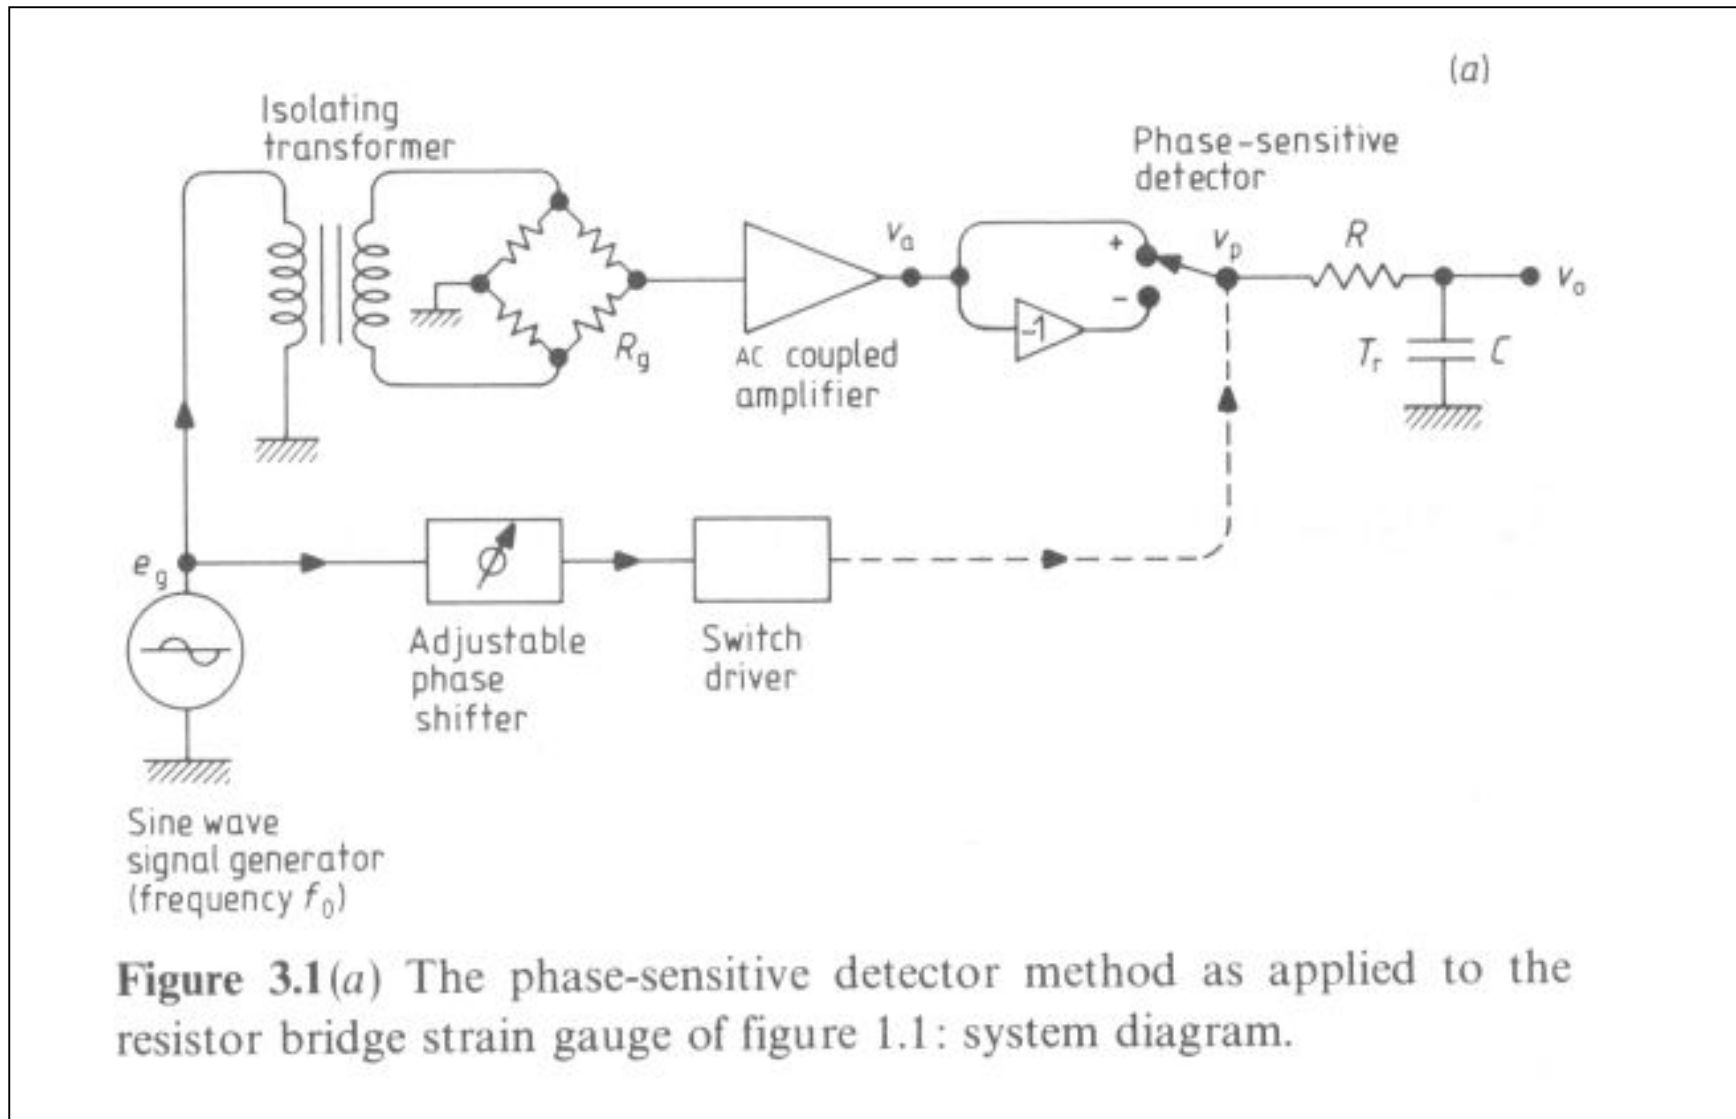 (a)
Isolating
transformer
Phase-sensitive
detector
+
-
-1
vₐ
vₚ
R
vₒ
Tᵣ
C
R_g
AC coupled
amplifier
e_g
ϕ
Adjustable
phase
shifter
Switch
driver
Sine wave
signal generator
(frequency f₀)
Figure 3.1(a) The phase-sensitive detector method as applied to the
resistor bridge strain gauge of figure 1.1: system diagram.